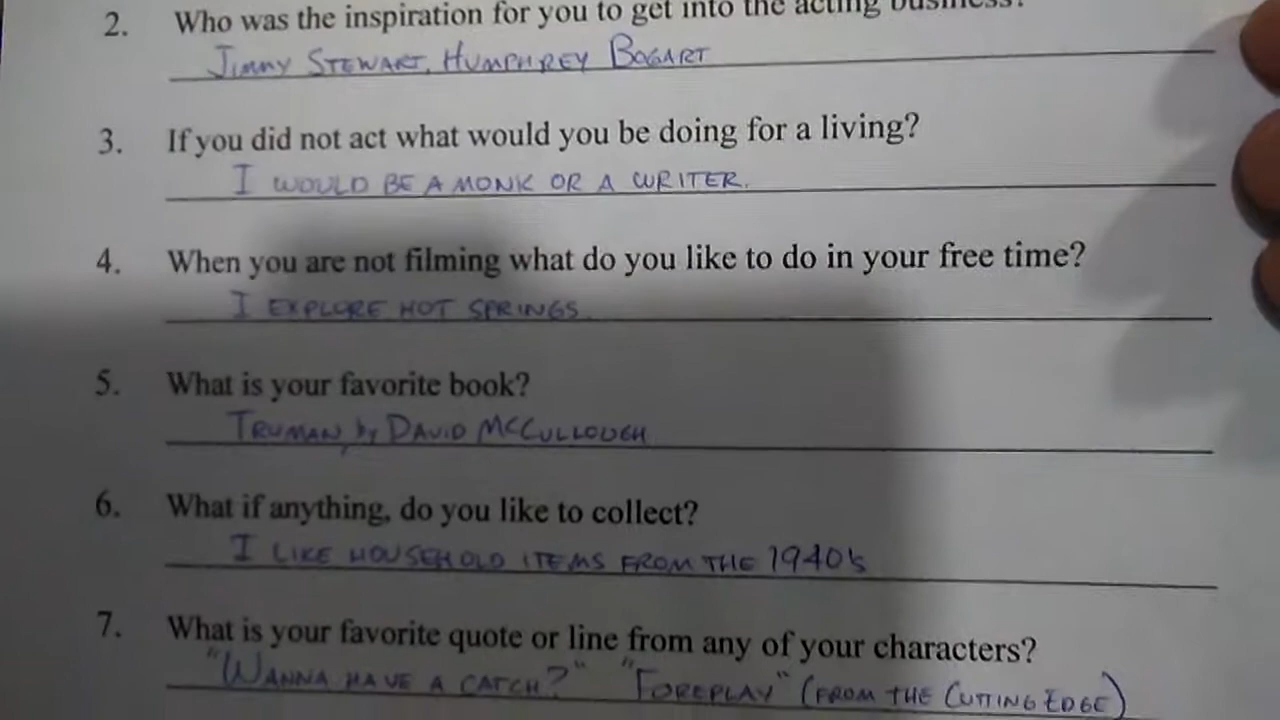 2. Who was the inspiration for you to get into the acting business?
JIMMY STEWART, HUMPHREY BOGART
3. If you did not act what would you be doing for a living?
I WOULD BE A MONK OR A WRITER.
4. When you are not filming what do you like to do in your free time?
I EXPLORE HOT SPRINGS.
5. What is your favorite book?
TRUMAN by DAVID MCCULLOUGH
6. What if anything, do you like to collect?
I LIKE HOUSEHOLD ITEMS FROM THE 1940's
7. What is your favorite quote or line from any of your characters?
"WANNA HAVE A CATCH?" "FOREPLAY" (FROM THE CUTTING EDGE)